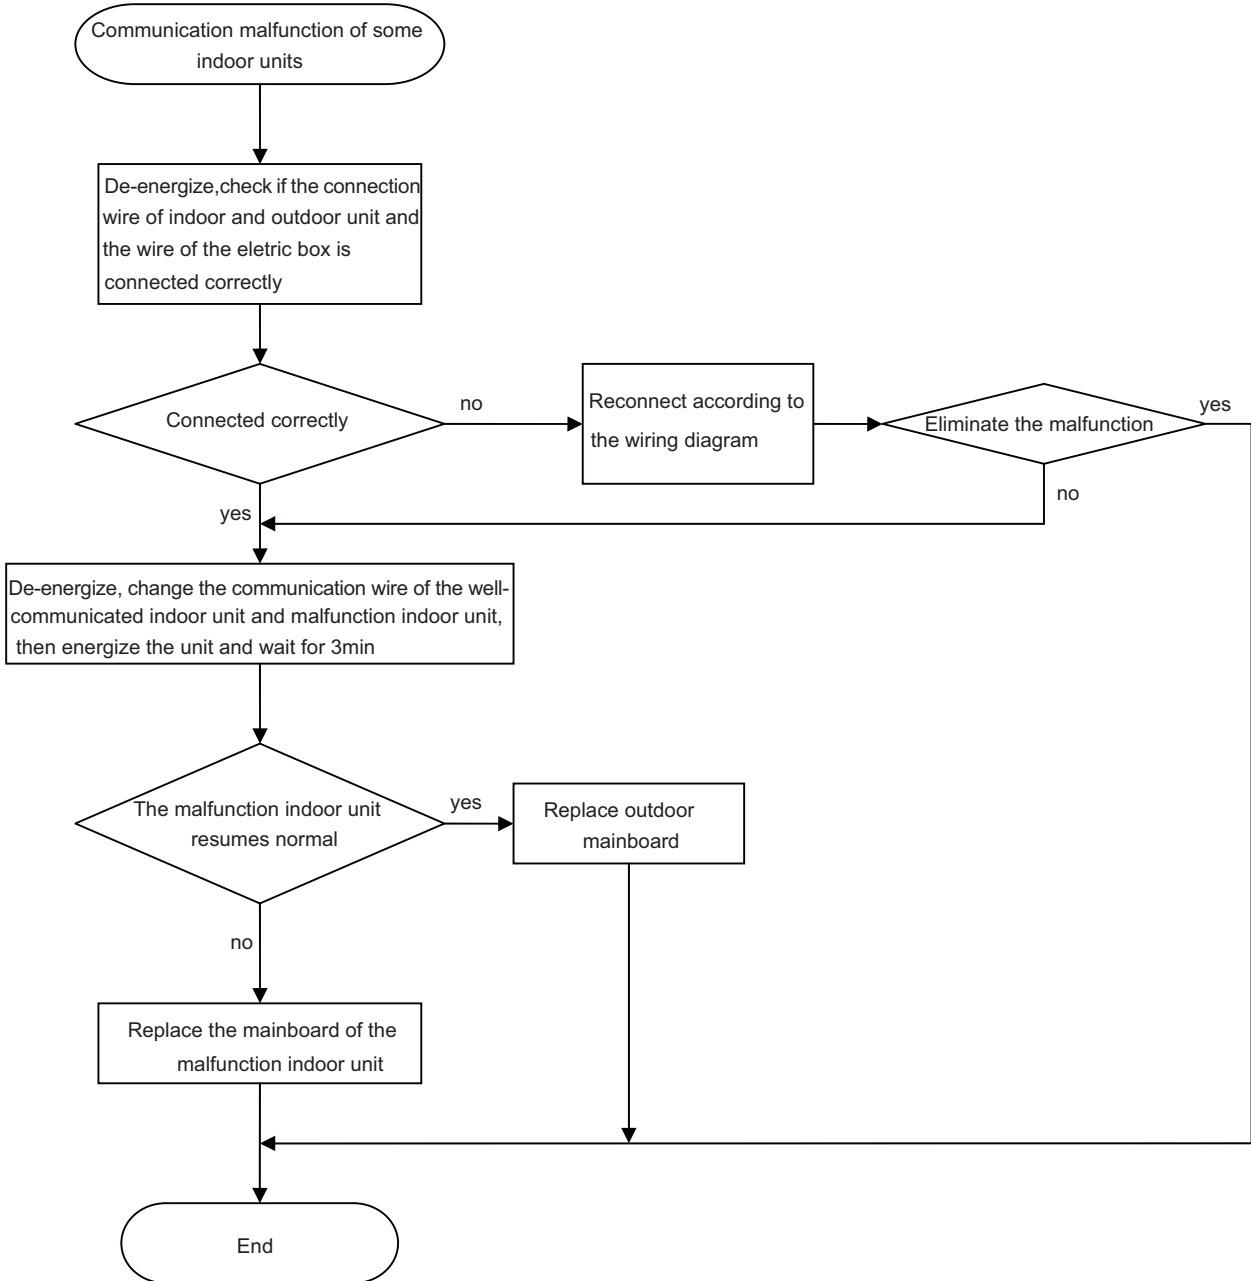 Communication malfunction of some
indoor units
De-energize,check if the connection
wire of indoor and outdoor unit and
the wire of the eletric box is
connected correctly
Connected correctly
no
Reconnect according to
the wiring diagram
Eliminate the malfunction
yes
no
yes
De-energize, change the communication wire of the well-
communicated indoor unit and malfunction indoor unit,
then energize the unit and wait for 3min
The malfunction indoor unit
resumes normal
yes
Replace outdoor
mainboard
no
Replace the mainboard of the
malfunction indoor unit
End